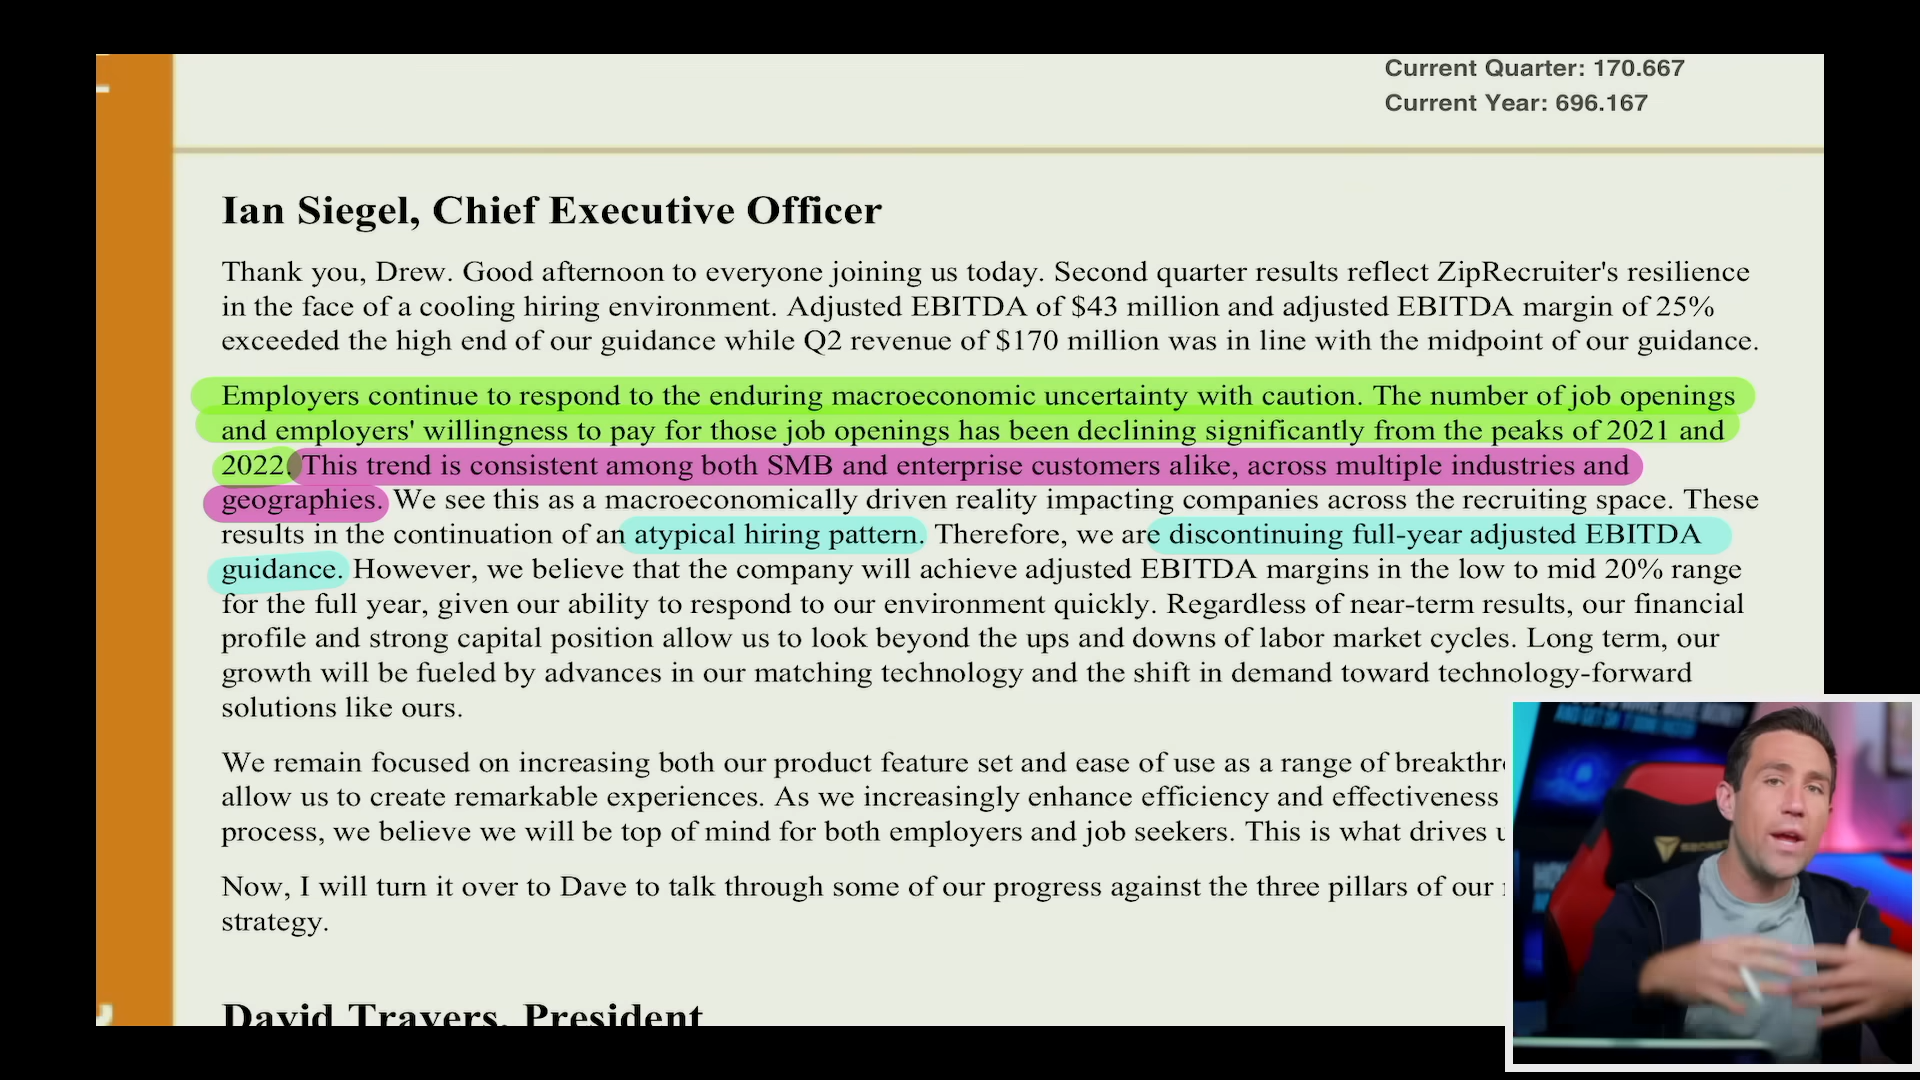 Current Quarter: 170.667
Current Year: 696.167
Ian Siegel, Chief Executive Officer
Thank you, Drew. Good afternoon to everyone joining us today. Second quarter results reflect ZipRecruiter's resilience
in the face of a cooling hiring environment. Adjusted EBITDA of $43 million and adjusted EBITDA margin of 25%
exceeded the high end of our guidance while Q2 revenue of $170 million was in line with the midpoint of our guidance.
Employers continue to respond to the enduring macroeconomic uncertainty with caution. The number of job openings
and employers' willingness to pay for those job openings has been declining significantly from the peaks of 2021 and
2022. This trend is consistent among both SMB and enterprise customers alike, across multiple industries and
geographies. We see this as a macroeconomically driven reality impacting companies across the recruiting space. These
results in the continuation of an atypical hiring pattern. Therefore, we are discontinuing full-year adjusted EBITDA
guidance. However, we believe that the company will achieve adjusted EBITDA margins in the low to mid 20% range
for the full year, given our ability to respond to our environment quickly. Regardless of near-term results, our financial
profile and strong capital position allow us to look beyond the ups and downs of labor market cycles. Long term, our
growth will be fueled by advances in our matching technology and the shift in demand toward technology-forward
solutions like ours.
We remain focused on increasing both our product feature set and ease of use as a range of
allow us to create remarkable experiences. As we increasingly enhance efficiency and effectiveness
process, we believe we will be top of mind for both employers and job seekers. This is what drives
Now, I will turn it over to Dave to talk through some of our progress against the three pillars of our
strategy.
David Travers, President